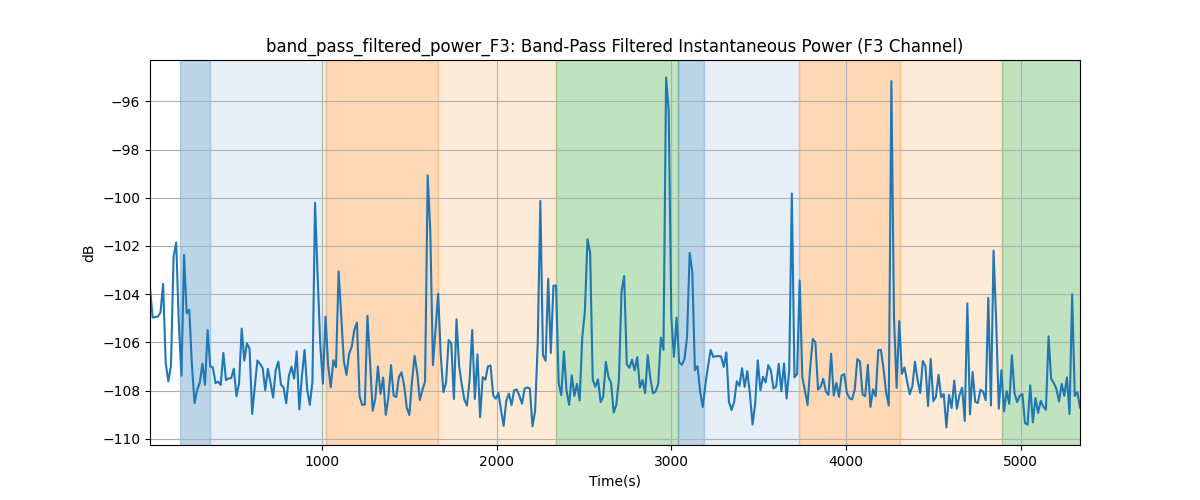 band_pass_filtered_power_F3: Band-Pass Filtered Instantaneous Power (F3 Channel)
−96
−98
−100
−102
−104
−106
−108
−110
dB
1000 2000 3000 4000 5000
Time(s)